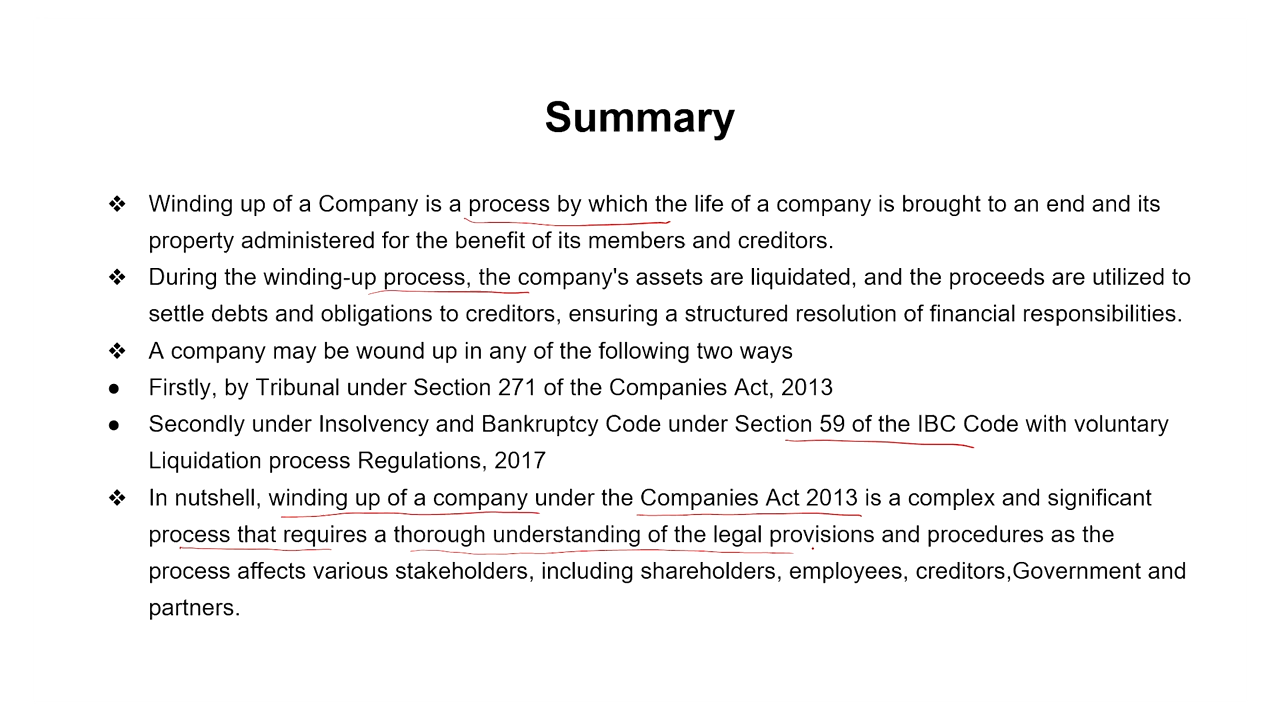 Summary
❖ Winding up of a Company is a process by which the life of a company is brought to an end and its
property administered for the benefit of its members and creditors.
❖ During the winding-up process, the company's assets are liquidated, and the proceeds are utilized to
settle debts and obligations to creditors, ensuring a structured resolution of financial responsibilities.
❖ A company may be wound up in any of the following two ways
● Firstly, by Tribunal under Section 271 of the Companies Act, 2013
● Secondly under Insolvency and Bankruptcy Code under Section 59 of the IBC Code with voluntary
Liquidation process Regulations, 2017
❖ In nutshell, winding up of a company under the Companies Act 2013 is a complex and significant
process that requires a thorough understanding of the legal provisions and procedures as the
process affects various stakeholders, including shareholders, employees, creditors,Government and
partners.